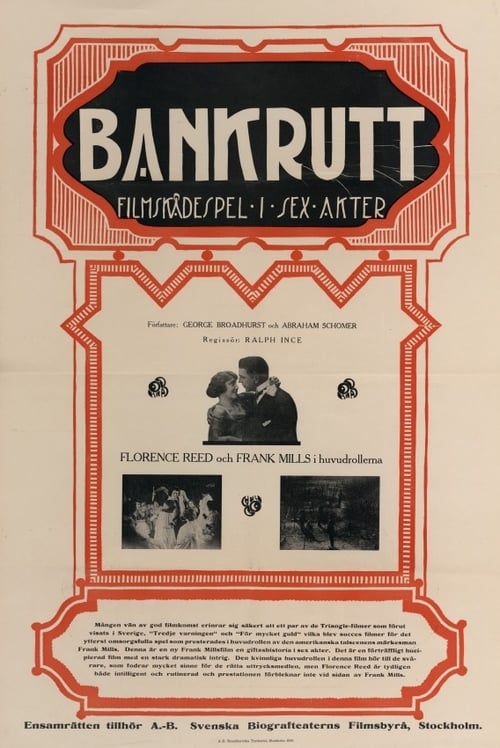 BANKRUTT
FILMSKÅDESPEL · I · SEX · AKTER
Författare: GEORGE BROADHURST och ABRAHAM SCHOMER
Regissör: RALPH INCE
FLORENCE REED och FRANK MILLS i huvudrollerna
Mången vän av god filmkonst erinrar sig säkert att ett par av de Triangle-filmer som förut
visats i Sverige, "Tredje varningen" och "För mycket guld" vilka blev succes filmer för det
ytterst omsorgsfulla spel som presterades i huvudrollen av den amerikanska talscenens märkesman
Frank Mills. Denna är en ny Frank Millsfilm en giftashistoria i sex akter. Det är en förträffligt huci-
pierad film med en stark dramatisk intrig. Den kvinnliga huvudrollen i denna film hör till de svå-
rare, som fodrar mycket sinne för de rätta uttrycksmedlen, men Florence Reed är tydligen
både intelligent och rutinerad och prestationen förbleknar inte vid sidan av Frank Mills.
Ensamrätten tillhör A.-B. Svenska Biografteaterns Filmsbyrå, Stockholm.